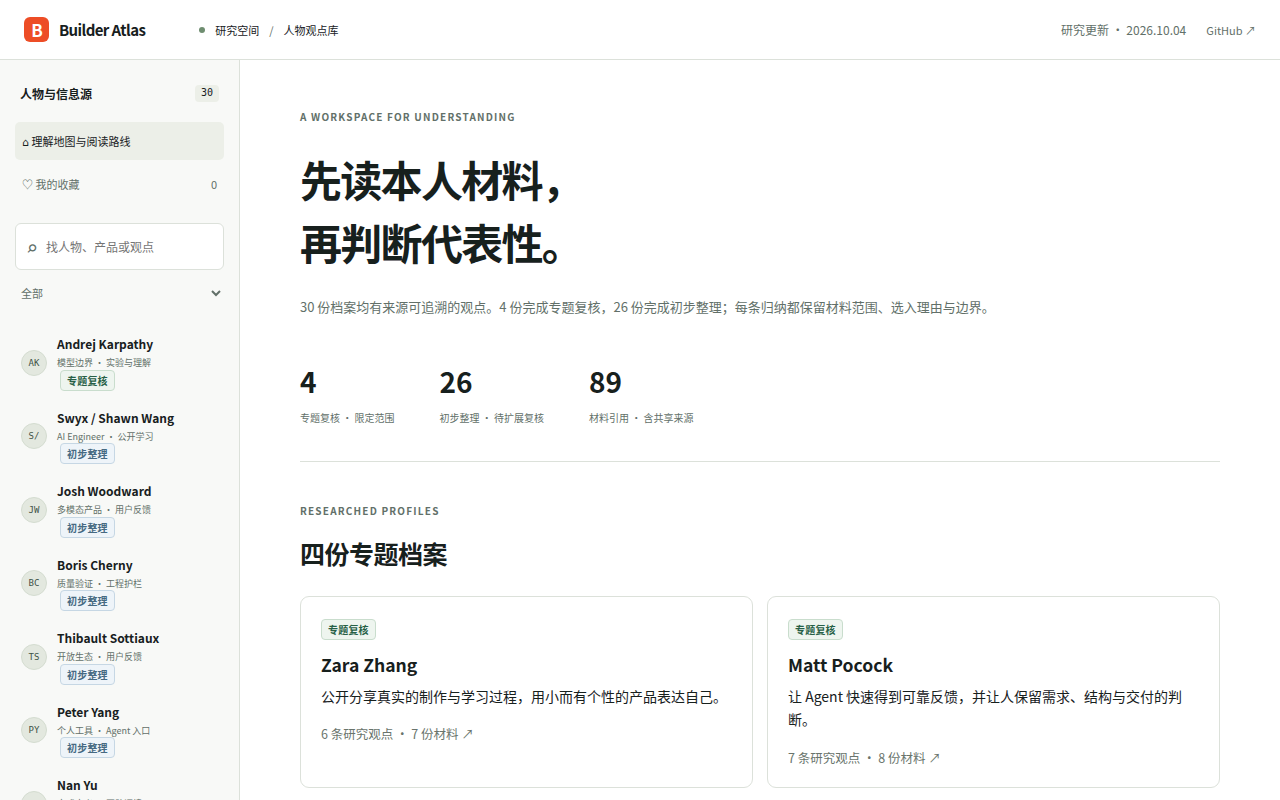 B Builder Atlas
研究空间 / 人物观点库
研究更新 · 2026.10.04
GitHub ↗
人物与信息源 30
⌂ 理解地图与阅读路线
♡ 我的收藏 0
⌕ 找人物、产品或观点
全部
AK
Andrej Karpathy
模型边界 · 实验与理解
专题复核
S/
Swyx / Shawn Wang
AI Engineer · 公开学习
初步整理
JW
Josh Woodward
多模态产品 · 用户反馈
初步整理
BC
Boris Cherny
质量验证 · 工程护栏
初步整理
TS
Thibault Sottiaux
开放生态 · 用户反馈
初步整理
PY
Peter Yang
个人工具 · Agent 入口
初步整理
Nan Yu
A WORKSPACE FOR UNDERSTANDING
先读本人材料，
再判断代表性。
30 份档案均有来源可追溯的观点。4 份完成专题复核，26 份完成初步整理；每条归纳都保留材料范围、选入理由与边界。
4
专题复核 · 限定范围
26
初步整理 · 待扩展复核
89
材料引用 · 含共享来源
RESEARCHED PROFILES
四份专题档案
专题复核
Zara Zhang
公开分享真实的制作与学习过程，用小而有个性的产品表达自己。
6 条研究观点 · 7 份材料 ↗
专题复核
Matt Pocock
让 Agent 快速得到可靠反馈，并让人保留需求、结构与交付的判
断。
7 条研究观点 · 8 份材料 ↗